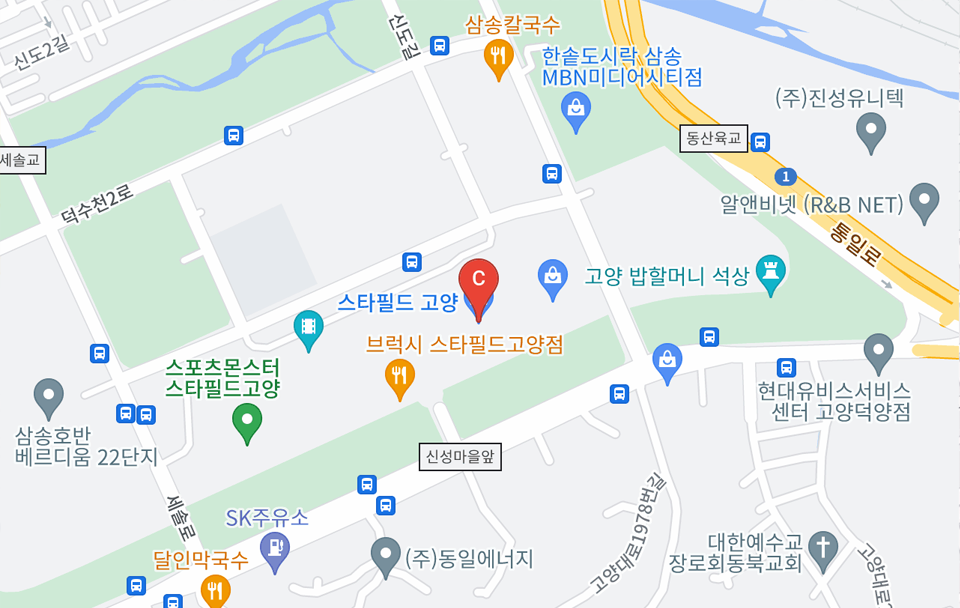 신도2길
신도길
삼송칼국수
한솥도시락 삼송
MBN미디어시티점
(주)진성유니텍
세솔교
동산육교
1
덕수천2로
알앤비넷 (R&B NET)
통일로
C
스타필드 고양
고양 밥할머니 석상
브럭시 스타필드고양점
스포츠몬스터
스타필드고양
현대유비스서비스
센터 고양덕양점
삼송호반
베르디움 22단지
신성마을앞
세솔로
SK주유소
고양대로1978번길
달인막국수
(주)동일에너지
대한예수교
장로회동북교회
고양대로